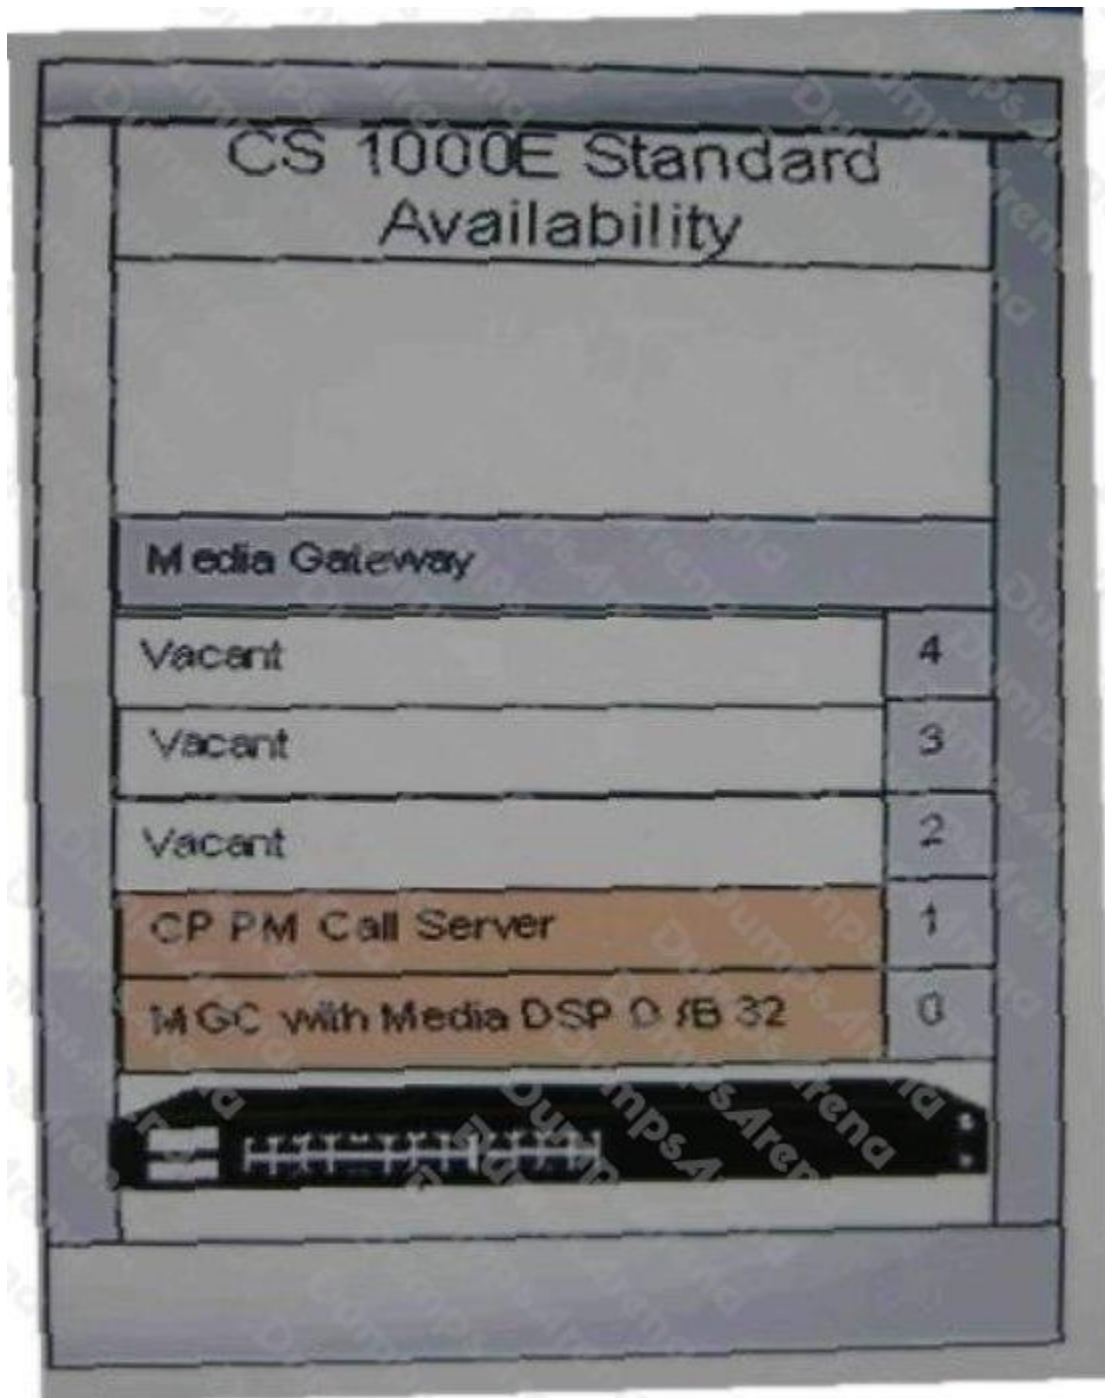 CS 1000E Standard
Availability
Media Gateway
Vacant 4
Vacant 3
Vacant 2
CP PM Call Server 1
MGC with Media DSP D/B 32 0
DumpsArena